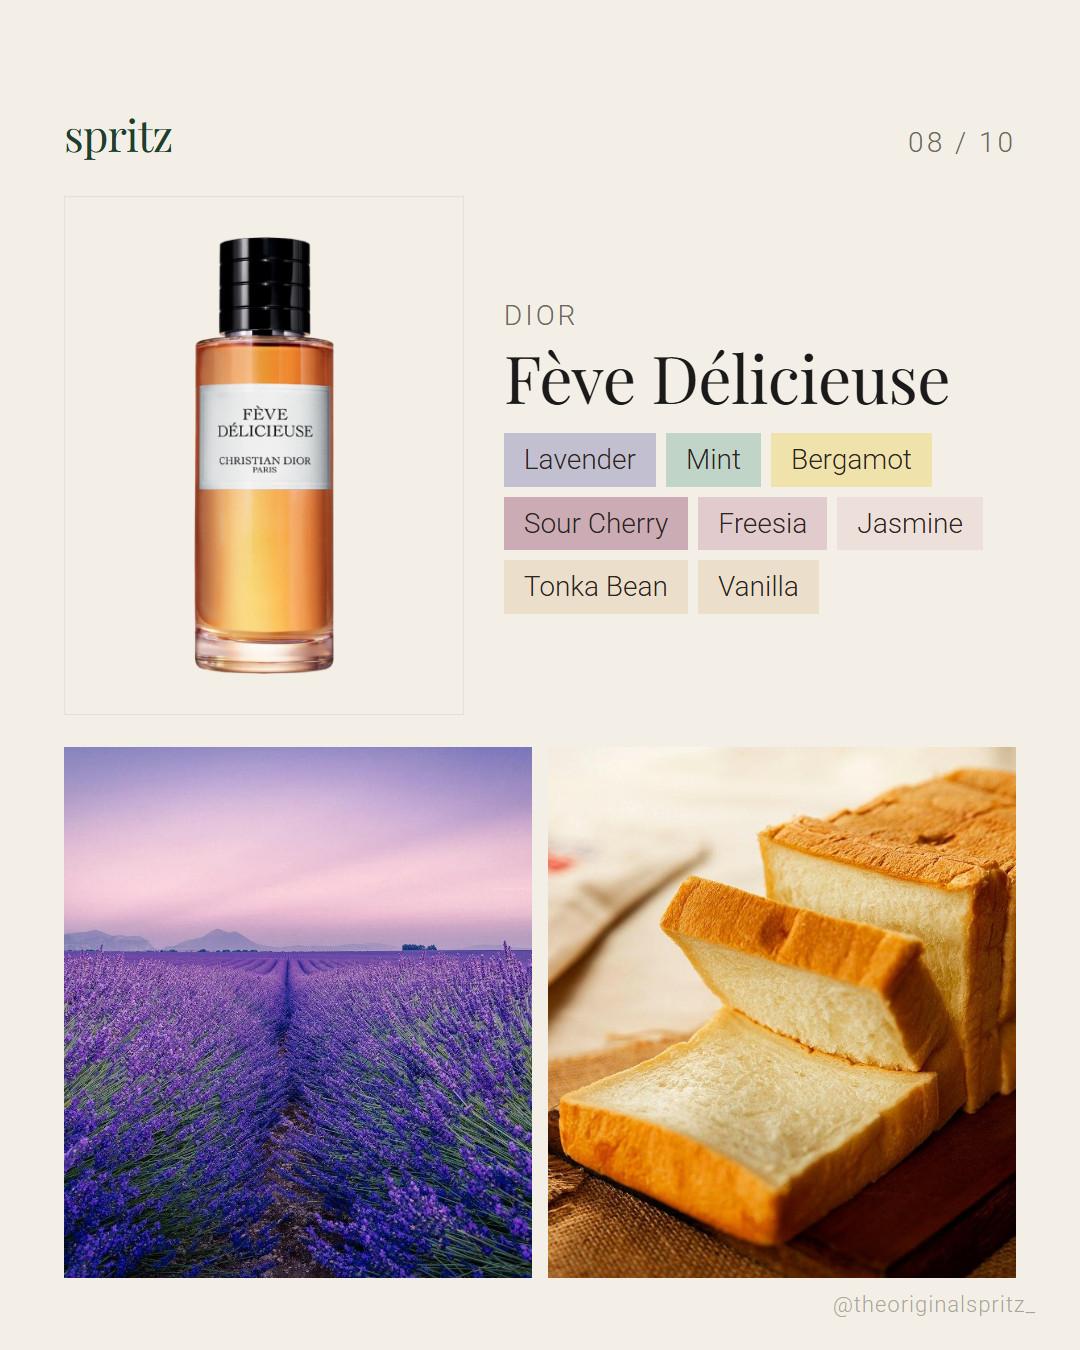 spritz
08 / 10
FÈVE
DÉLICIEUSE
CHRISTIAN DIOR
PARIS
DIOR
Fève Délicieuse
Lavender Mint Bergamot
Sour Cherry Freesia Jasmine
Tonka Bean Vanilla
@theoriginalspritz_